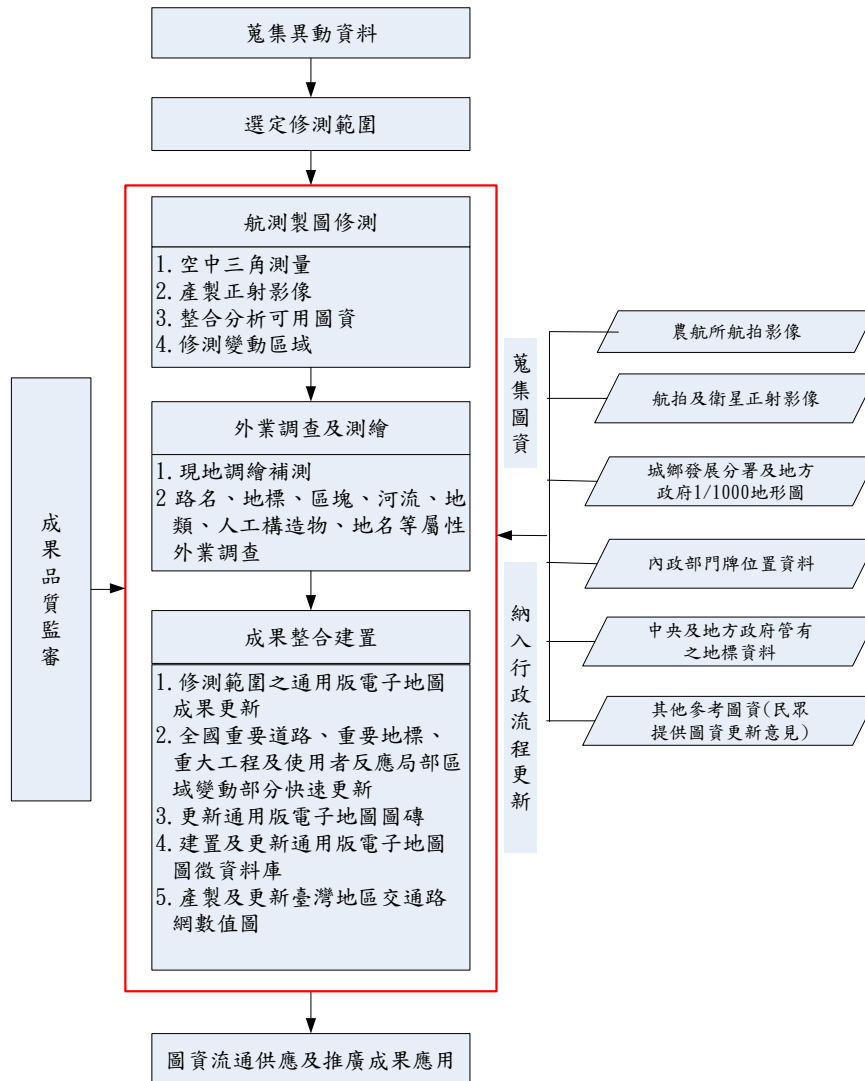 蒐集異動資料
選定修測範圍
航測製圖修測
1.空中三角測量
2.產製正射影像
3.整合分析可用圖資
4.修測變動區域
外業調查及測繪
1.現地調繪補測
2 路名、地標、區塊、河流、地
類、人工構造物、地名等屬性
外業調查
成果整合建置
1.修測範圍之通用版電子地圖
成果更新
2.全國重要道路、重要地標、
重大工程及使用者反應局部區
域變動部分快速更新
3.更新通用版電子地圖圖磚
4.建置及更新通用版電子地圖
圖徵資料庫
5.產製及更新臺灣地區交通路
網數值圖
圖資流通供應及推廣成果應用
成果品質監審
蒐集圖資
納入行政流程更新
農航所航拍影像
航拍及衛星正射影像
城鄉發展分署及地方
政府1/1000地形圖
內政部門牌位置資料
中央及地方政府管有
之地標資料
其他參考圖資(民眾
提供圖資更新意見)